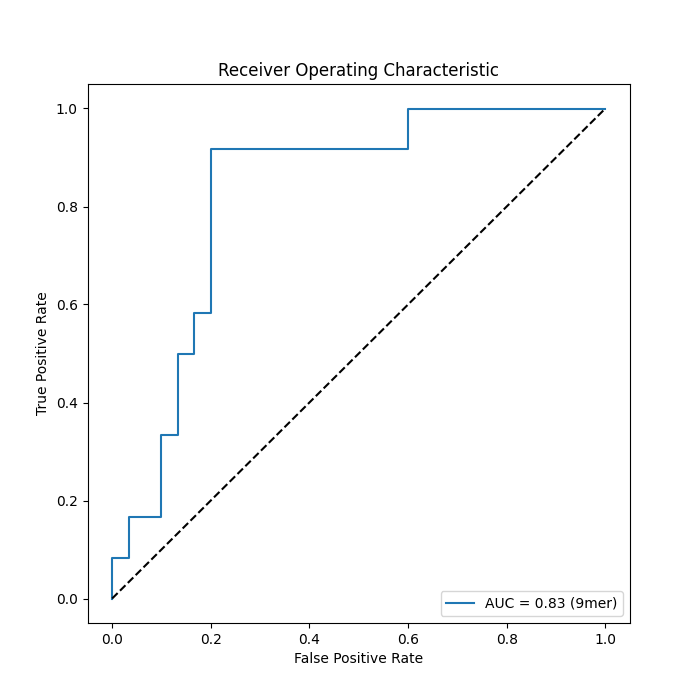 Receiver Operating Characteristic
1.0
0.8
0.6
0.4
0.2
0.0
True Positive Rate
AUC = 0.83 (9mer)
0.0 0.2 0.4 0.6 0.8 1.0
False Positive Rate